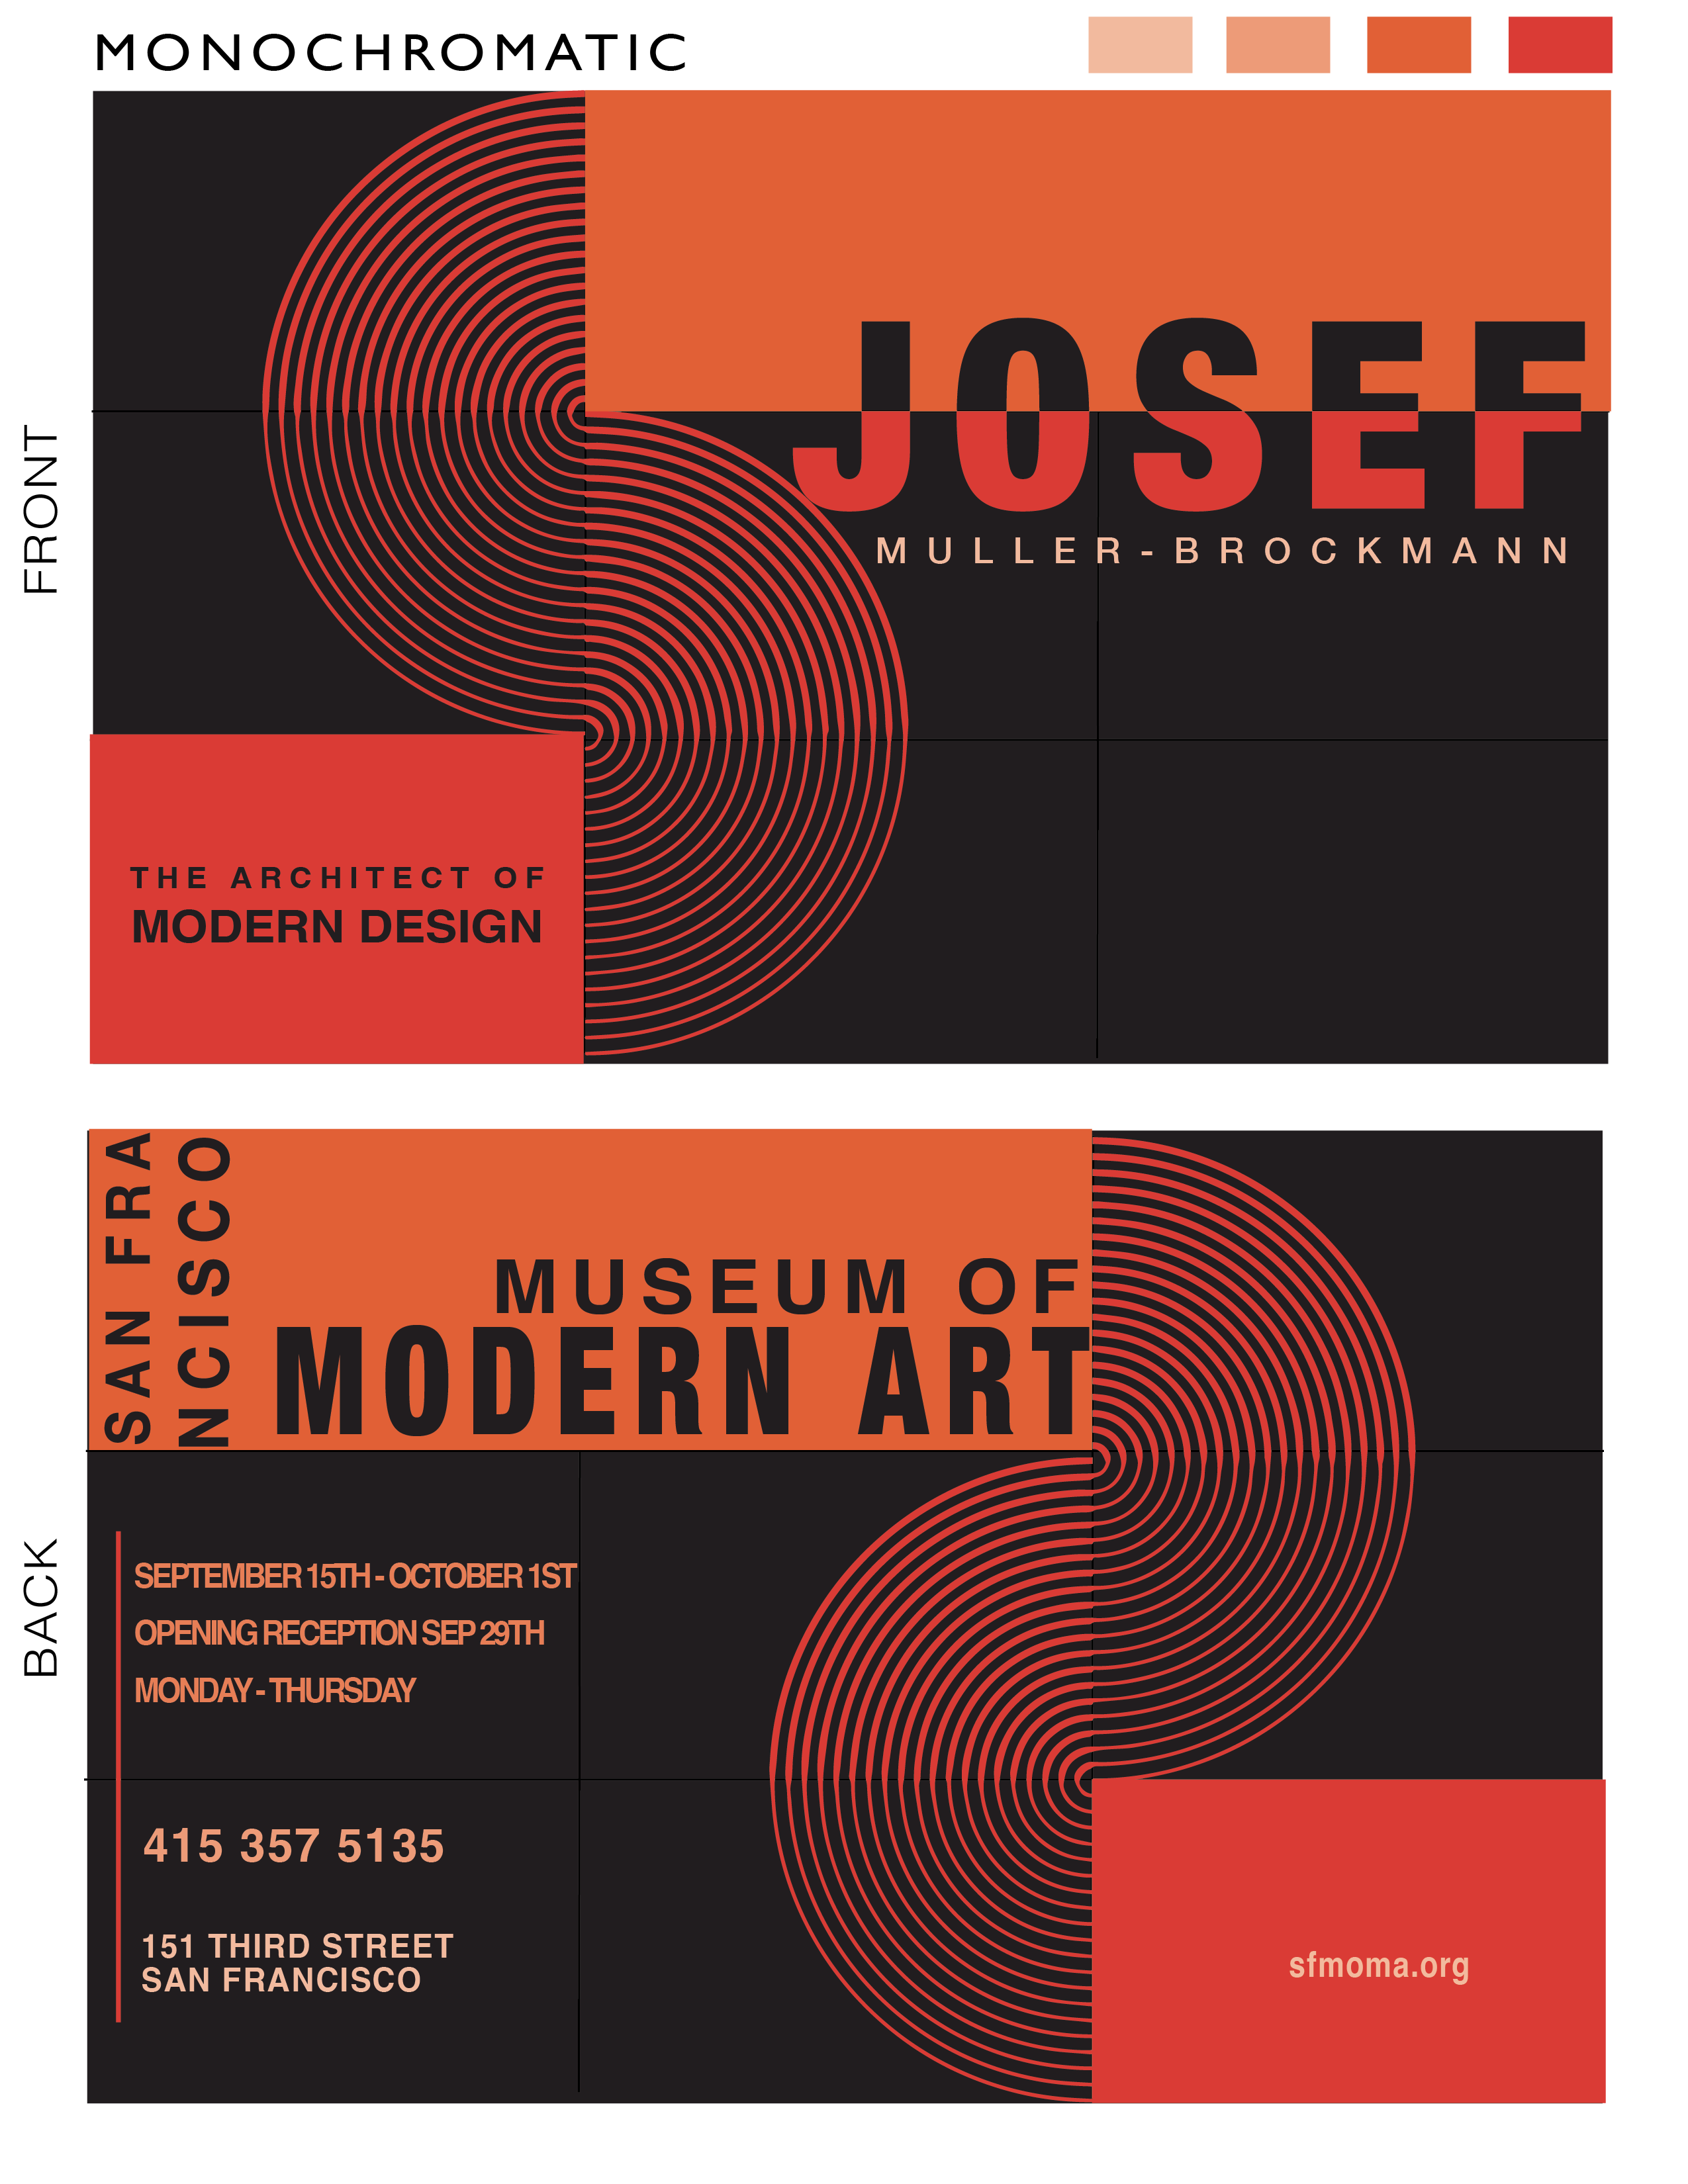 MONOCHROMATIC
FRONT
JOSEF
MULLER-BROCKMANN
THE ARCHITECT OF
MODERN DESIGN
BACK
SAN FRA
NCISCO
MUSEUM OF
MODERN ART
SEPTEMBER 15TH - OCTOBER 1ST
OPENING RECEPTION SEP 29TH
MONDAY - THURSDAY
415 357 5135
151 THIRD STREET
SAN FRANCISCO
sfmoma.org